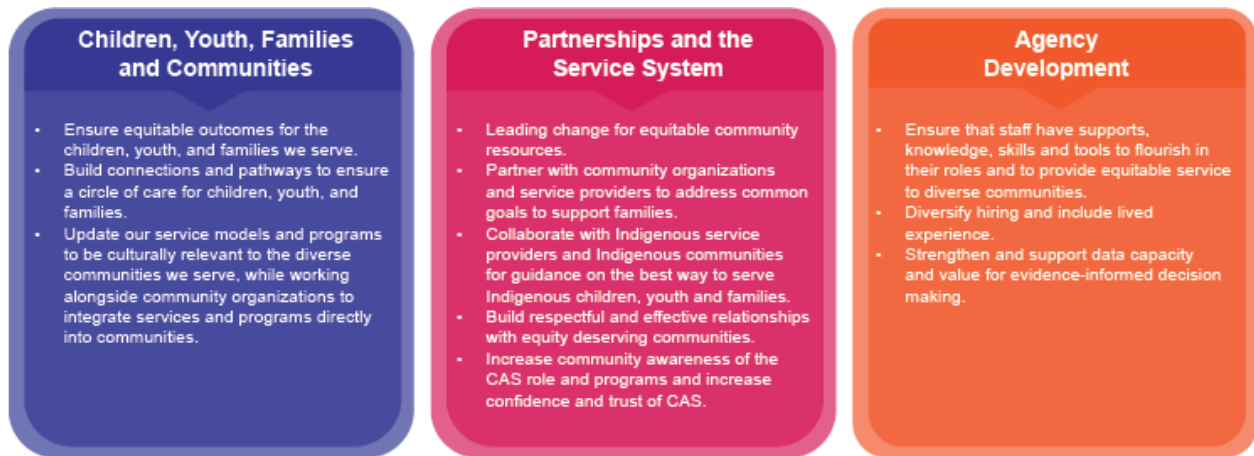 Children, Youth, Families
and Communities
• Ensure equitable outcomes for the
children, youth, and families we serve.
• Build connections and pathways to ensure
a circle of care for children, youth, and
families.
• Update our service models and programs
to be culturally relevant to the diverse
communities we serve, while working
alongside community organizations to
integrate services and programs directly
into communities.
Partnerships and the
Service System
• Leading change for equitable community
resources.
• Partner with community organizations
and service providers to address common
goals to support families.
• Collaborate with Indigenous service
providers and Indigenous communities
for guidance on the best way to serve
Indigenous children, youth and families.
• Build respectful and effective relationships
with equity deserving communities.
• Increase community awareness of the
CAS role and programs and increase
confidence and trust of CAS.
Agency
Development
• Ensure that staff have supports,
knowledge, skills and tools to flourish in
their roles and to provide equitable service
to diverse communities.
• Diversify hiring and include lived
experience.
• Strengthen and support data capacity
and value for evidence-informed decision
making.